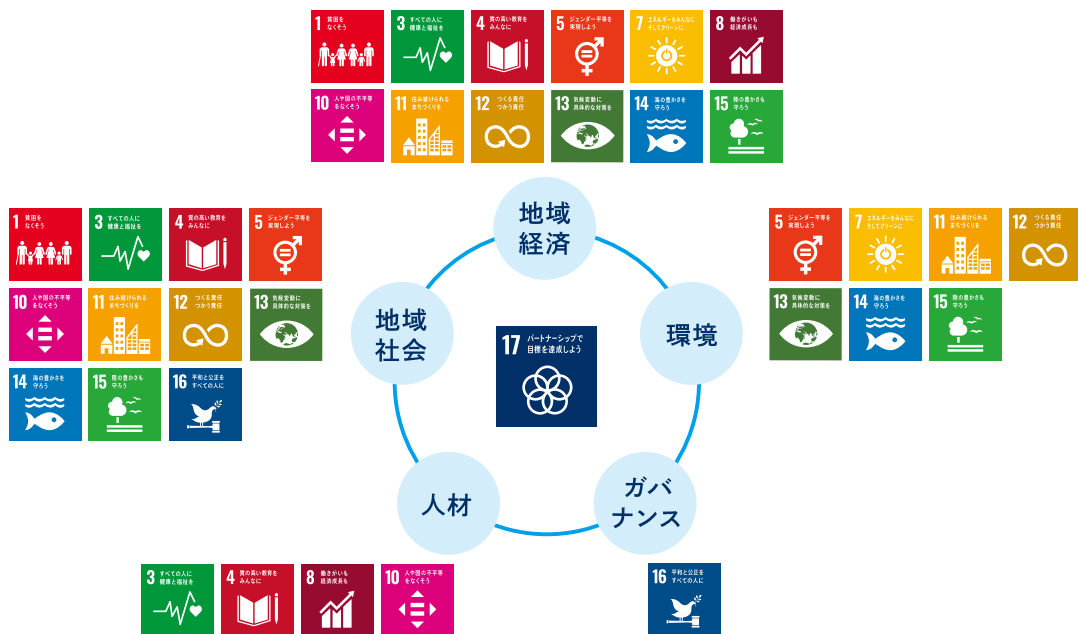 1 貧困を
なくそう
3 すべての人に
健康と福祉を
4 質の高い教育を
みんなに
5 ジェンダー平等を
実現しよう
7 エネルギーをみんなに
そしてクリーンに
8 働きがいも
経済成長も
10 人や国の不平等
をなくそう
11 住み続けられる
まちづくりを
12 つくる責任
つかう責任
13 気候変動に
具体的な対策を
14 海の豊かさを
守ろう
15 陸の豊かさも
守ろう
地域
経済
1 貧困を
なくそう
3 すべての人に
健康と福祉を
4 質の高い教育を
みんなに
5 ジェンダー平等を
実現しよう
10 人や国の不平等
をなくそう
11 住み続けられる
まちづくりを
12 つくる責任
つかう責任
13 気候変動に
具体的な対策を
14 海の豊かさを
守ろう
15 陸の豊かさも
守ろう
16 平和と公正を
すべての人に
地域
社会
17 パートナーシップで
目標を達成しよう
環境
5 ジェンダー平等を
実現しよう
7 エネルギーをみんなに
そしてクリーンに
11 住み続けられる
まちづくりを
12 つくる責任
つかう責任
13 気候変動に
具体的な対策を
14 海の豊かさを
守ろう
15 陸の豊かさも
守ろう
人材
ガバ
ナンス
3 すべての人に
健康と福祉を
4 質の高い教育を
みんなに
8 働きがいも
経済成長も
10 人や国の不平等
をなくそう
16 平和と公正を
すべての人に